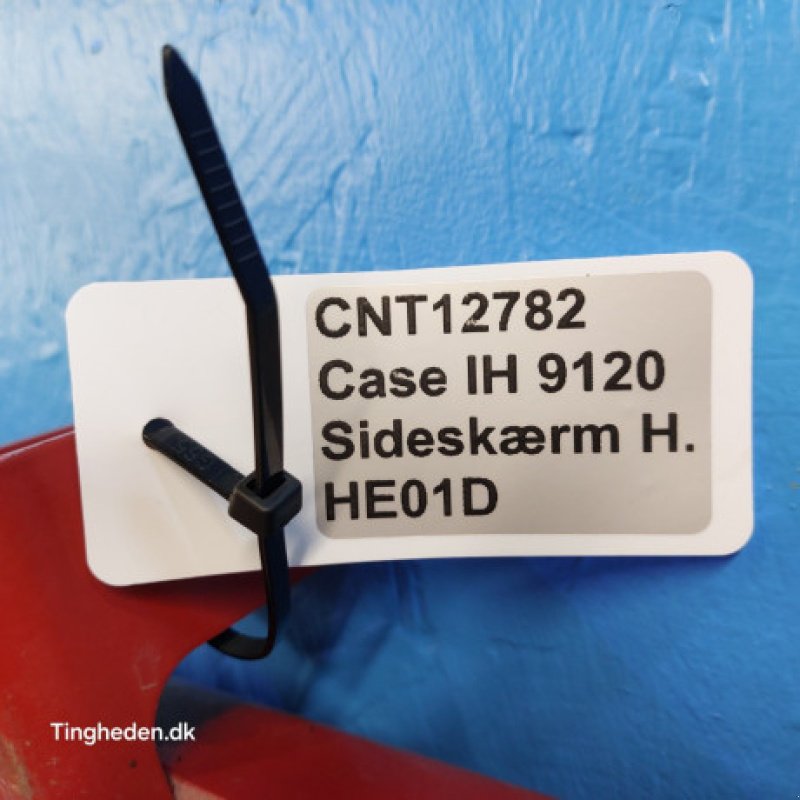 CNT12782
Case IH 9120
Sideskærm H.
HE01D
Tingheden.dk